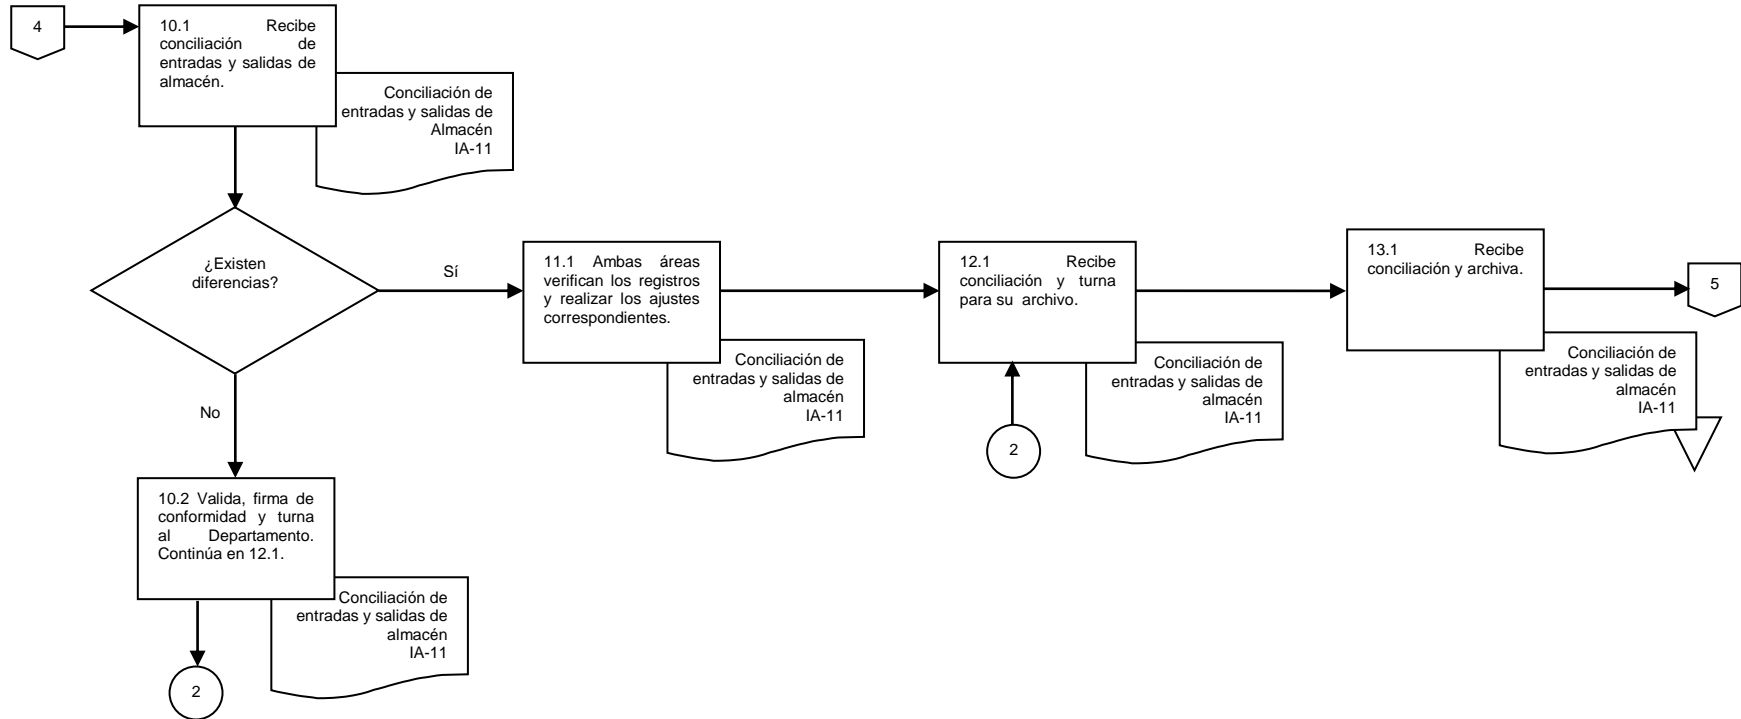 4
10.1 Recibe
conciliación de
entradas y salidas de
almacén.
Conciliación de
entradas y salidas de
Almacén
IA-11
¿Existen
diferencias?
Sí
11.1 Ambas áreas
verifican los registros
y realizar los ajustes
correspondientes.
Conciliación de
entradas y salidas de
almacén
IA-11
12.1 Recibe
conciliación y turna
para su archivo.
Conciliación de
entradas y salidas de
almacén
IA-11
2
13.1 Recibe
conciliación y archiva.
Conciliación de
entradas y salidas de
almacén
IA-11
5
No
10.2 Valida, firma de
conformidad y turna
al Departamento.
Continúa en 12.1.
Conciliación de
entradas y salidas de
almacén
IA-11
2